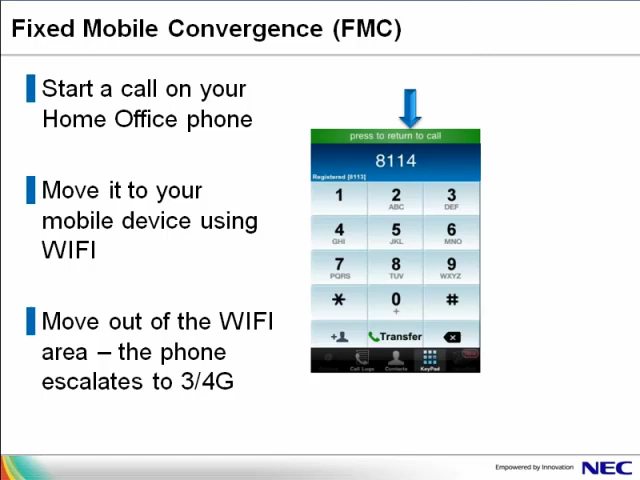 Fixed Mobile Convergence (FMC)
Start a call on your
Home Office phone
Move it to your
mobile device using
WIFI
Move out of the WIFI
area – the phone
escalates to 3/4G
press to return to call
8114
Registered [8113]
1 2 3
ABC DEF
4 5 6
GHI JKL MNO
7 8 9
PQRS TUV WXYZ
* 0 #
+
+ Transfer
Call Logs Contacts KeyPad
Empowered by Innovation NEC